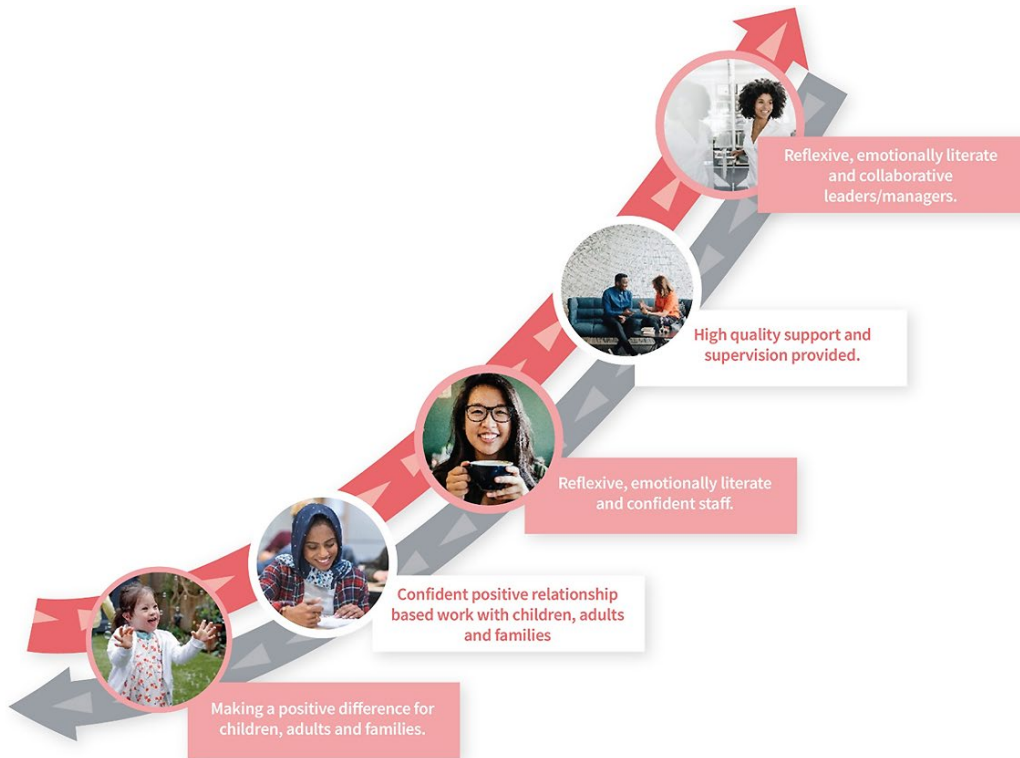 Reflexive, emotionally literate
and collaborative
leaders/managers.
High quality support and
supervision provided.
Reflexive, emotionally literate
and confident staff.
Confident positive relationship
based work with children, adults
and families
Making a positive difference for
children, adults and families.